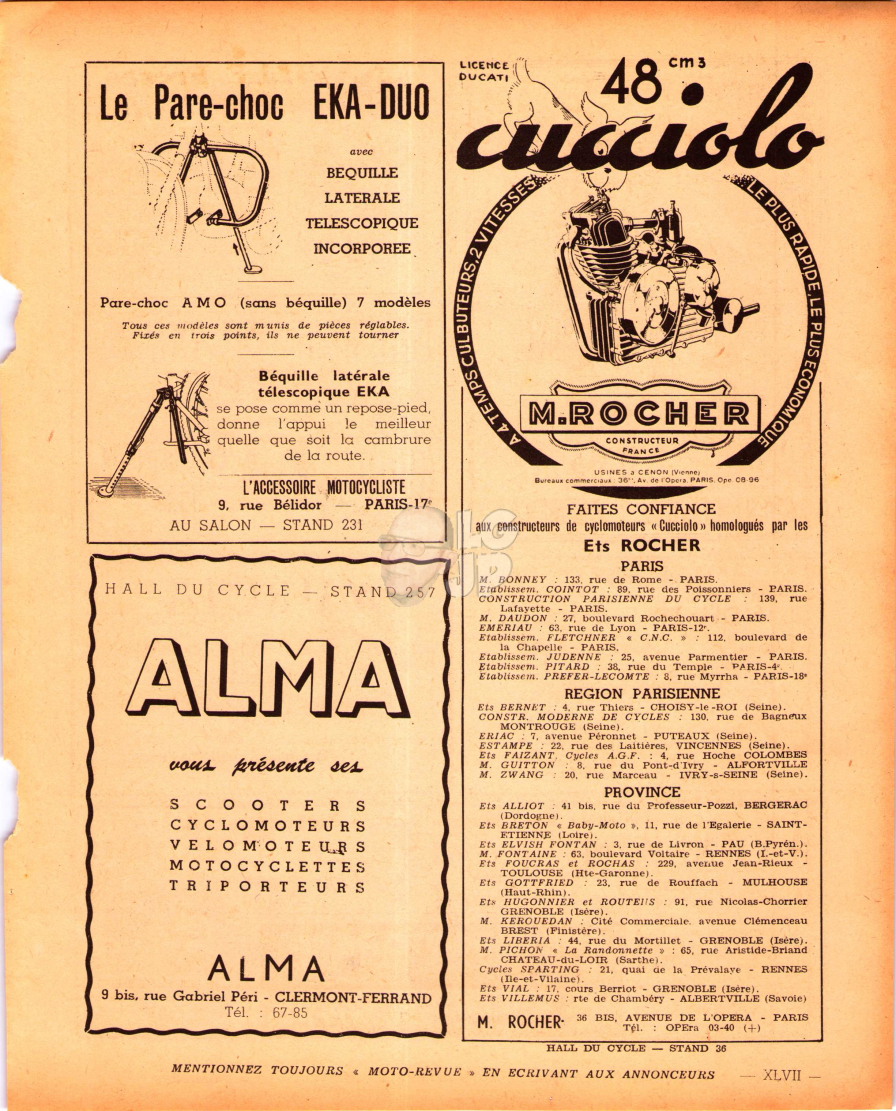 Le Pare-choc EKA-DUO
avec
BEQUILLE
LATERALE
TELESCOPIQUE
INCORPOREE
Pare-choc AMO (sans béquille) 7 modèles
Tous ces modèles sont munis de pièces réglables.
Fixés en trois points, ils ne peuvent tourner
Béquille latérale
télescopique EKA
se pose comme un repose-pied,
donne l'appui le meilleur
quelle que soit la cambrure
de la route.
L'ACCESSOIRE MOTOCYCLISTE
9, rue Bélidor — PARIS-17e
AU SALON — STAND 231
HALL DU CYCLE — STAND 257
ALMA
vous présente ses
SCOOTERS
CYCLOMOTEURS
VELOMOTEURS
MOTOCYCLETTES
TRIPORTEURS
ALMA
9 bis, rue Gabriel Péri - CLERMONT-FERRAND
Tél. : 67-85
LICENCE
DUCATI
48 cm3
cucciolo
A 4 TEMPS, CULBUTEURS, 2 VITESSES
LE PLUS RAPIDE, LE PLUS ECONOMIQUE
M. ROCHER
CONSTRUCTEUR
FRANCE
USINES à CENON (Vienne)
Bureaux commerciaux : 36bis, Av. de l'Opera, PARIS. Ope. 08-96
FAITES CONFIANCE
aux constructeurs de cyclomoteurs « Cucciolo » homologués par les
Ets ROCHER
PARIS
M. BONNEY : 133, rue de Rome - PARIS.
Etablissem. COINTOT : 89, rue des Poissonniers - PARIS.
CONSTRUCTION PARISIENNE DU CYCLE : 139, rue
Lafayette - PARIS.
M. DAUDON : 27, boulevard Rochechouart - PARIS.
EMERIAU : 63, rue de Lyon - PARIS-12e.
Etablissem. FLETCHNER « C.N.C. » : 112, boulevard de
la Chapelle - PARIS.
Etablissem. JUDENNE : 25, avenue Parmentier - PARIS.
Etablissem. PITARD : 38, rue du Temple - PARIS-4e.
Etablissem. PREFER-LECOMTE : 8, rue Myrrha - PARIS-18e
REGION PARISIENNE
Ets BERNET : 4, rue Thiers - CHOISY-le-ROI (Seine).
CONSTR. MODERNE DE CYCLES : 130, rue de Bagneux
MONTROUGE (Seine).
ERIAC : 7, avenue Péronnet - PUTEAUX (Seine).
ESTAMPE : 22, rue des Laitières, VINCENNES (Seine).
Ets FAIZANT, Cycles A.G.F. : 4, rue Hoche COLOMBES
M. GUITTON : 8, rue du Pont-d'Ivry - ALFORTVILLE
M. ZWANG : 20, rue Marceau - IVRY-s-SEINE (Seine).
PROVINCE
Ets ALLIOT : 41 bis, rue du Professeur-Pozzi, BERGERAC
(Dordogne).
Ets BRETON « Baby-Moto », 11, rue de l'Egalerie - SAINT-
ETIENNE (Loire).
Ets ELVISH FONTAN : 3, rue de Livron - PAU (B.Pyrén.).
M. FONTAINE : 63, boulevard Voltaire - RENNES (I.-et-V.).
Ets FOUCRAS et ROCHAS : 229, avenue Jean-Rieux -
TOULOUSE (Hte-Garonne).
Ets GOTTFRIED : 23, rue de Rouffach - MULHOUSE
(Haut-Rhin).
Ets HUGONNIER et ROUTENS : 91, rue Nicolas-Chorrier
GRENOBLE (Isère).
M. KEROUEDAN : Cité Commerciale. avenue Clémenceau
BREST (Finistère).
Ets LIBERIA : 44, rue du Mortillet - GRENOBLE (Isère).
M. PICHON « La Randonnette » : 65, rue Aristide-Briand
CHATEAU-du-LOIR (Sarthe).
Cycles SPARTING : 21, quai de la Prévalaye - RENNES
(Ile-et-Vilaine).
Ets VIAL : 17, cours Berriot - GRENOBLE (Isère).
Ets VILLEMUS : rte de Chambéry - ALBERTVILLE (Savoie)
M. ROCHER- 36 BIS, AVENUE DE L'OPERA - PARIS
Tél. : OPEra 03-40 (+)
HALL DU CYCLE — STAND 36
MENTIONNEZ TOUJOURS « MOTO-REVUE » EN ECRIVANT AUX ANNONCEURS — XLVII —
LG
JP